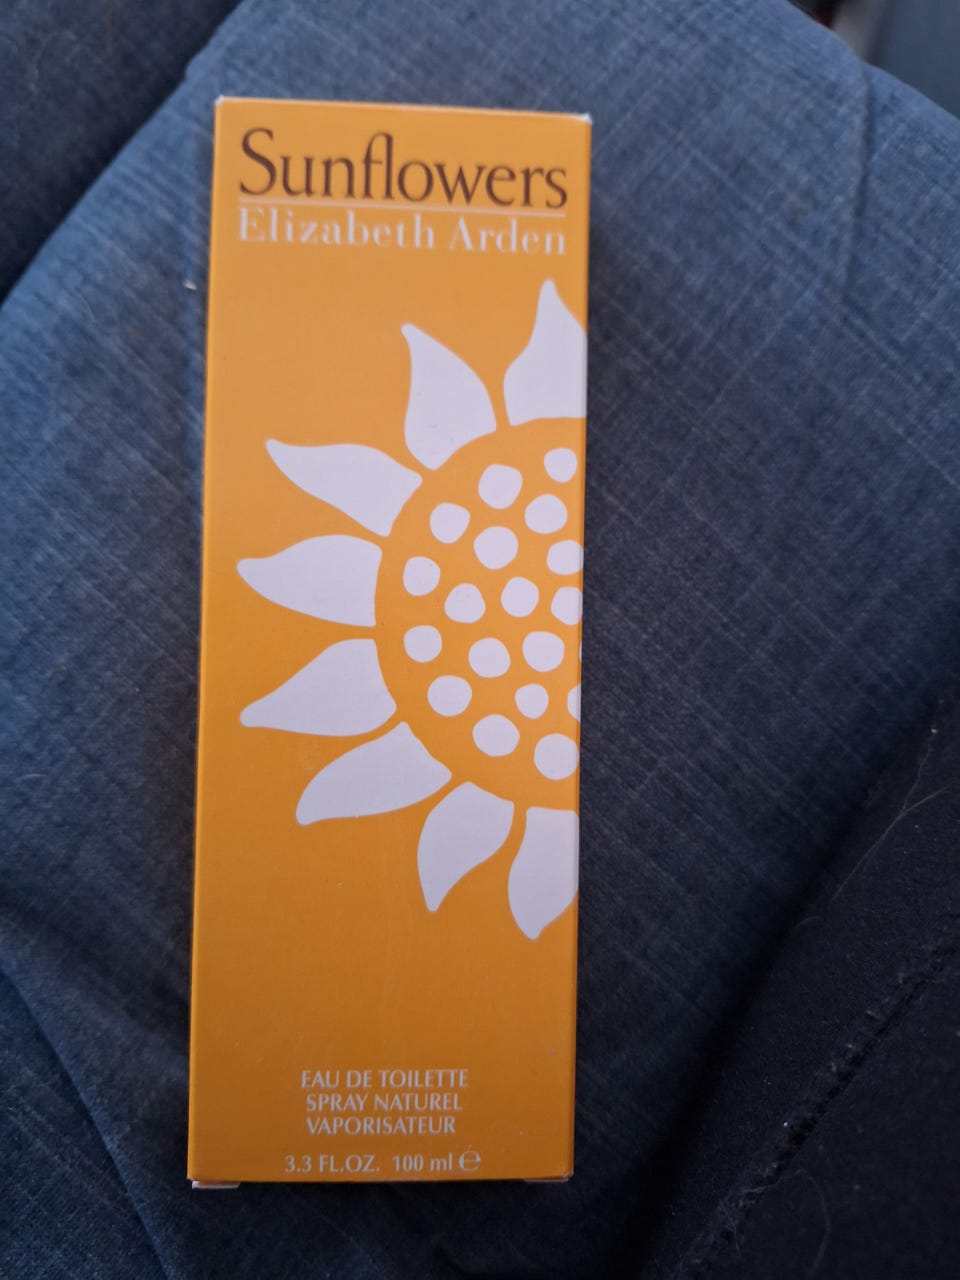 Sunflowers
Elizabeth Arden
EAU DE TOILETTE
SPRAY NATUREL
VAPORISATEUR
3.3 FL.OZ. 100 ml ℮